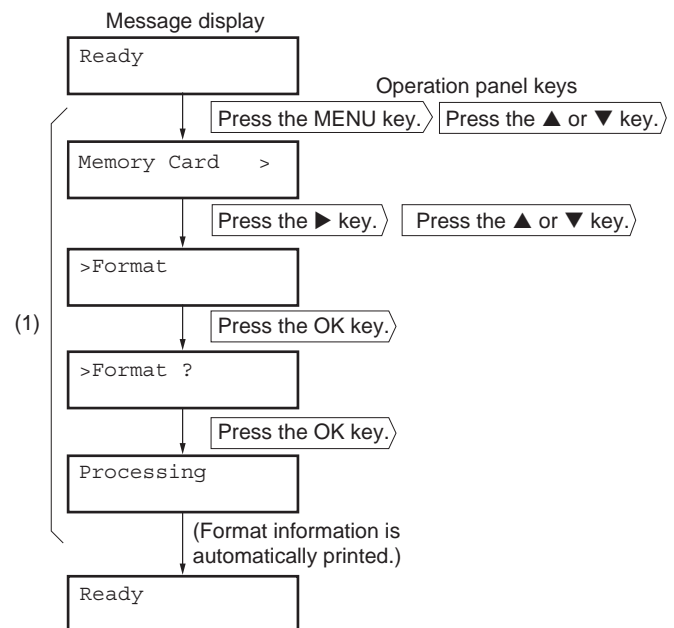 Message display
Ready
Operation panel keys
Press the MENU key. Press the ▲ or ▼ key.
Memory Card >
Press the ▶ key. Press the ▲ or ▼ key.
>Format
(1)
Press the OK key.
>Format ?
Press the OK key.
Processing
(Format information is
automatically printed.)
Ready